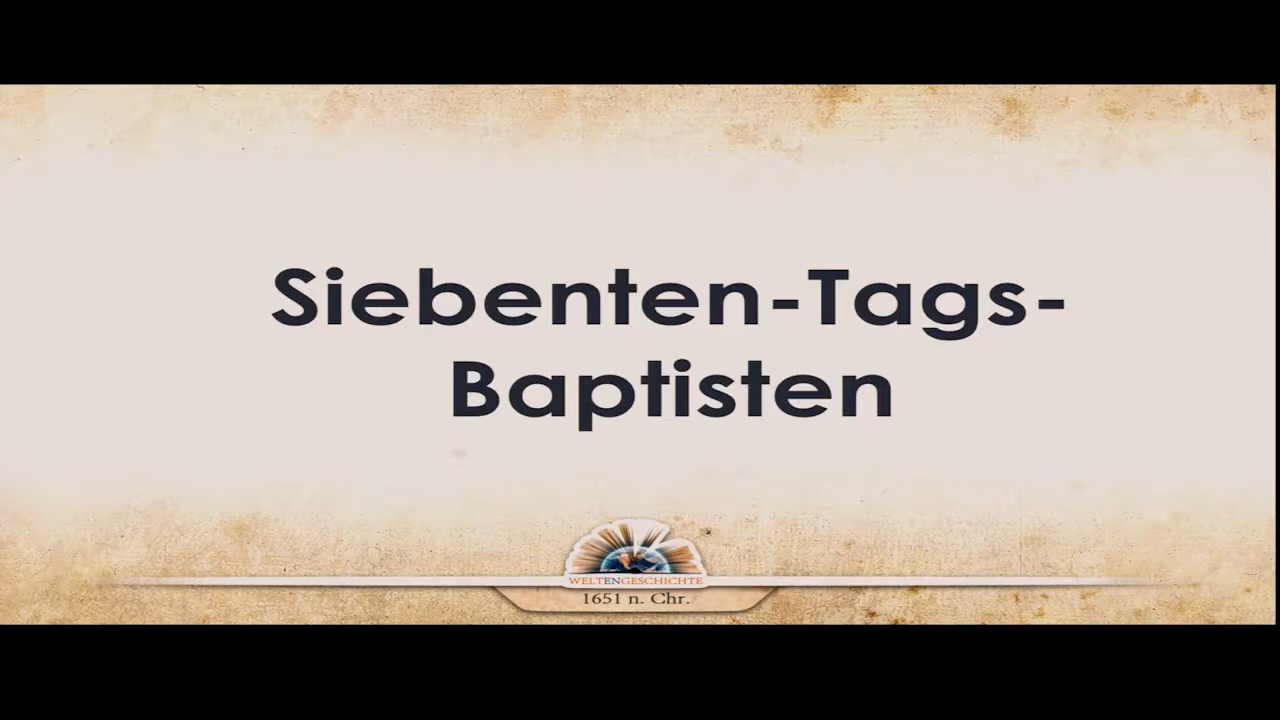 Siebenten-Tags-
Baptisten
WELTENGESCHICHTE
1651 n. Chr.